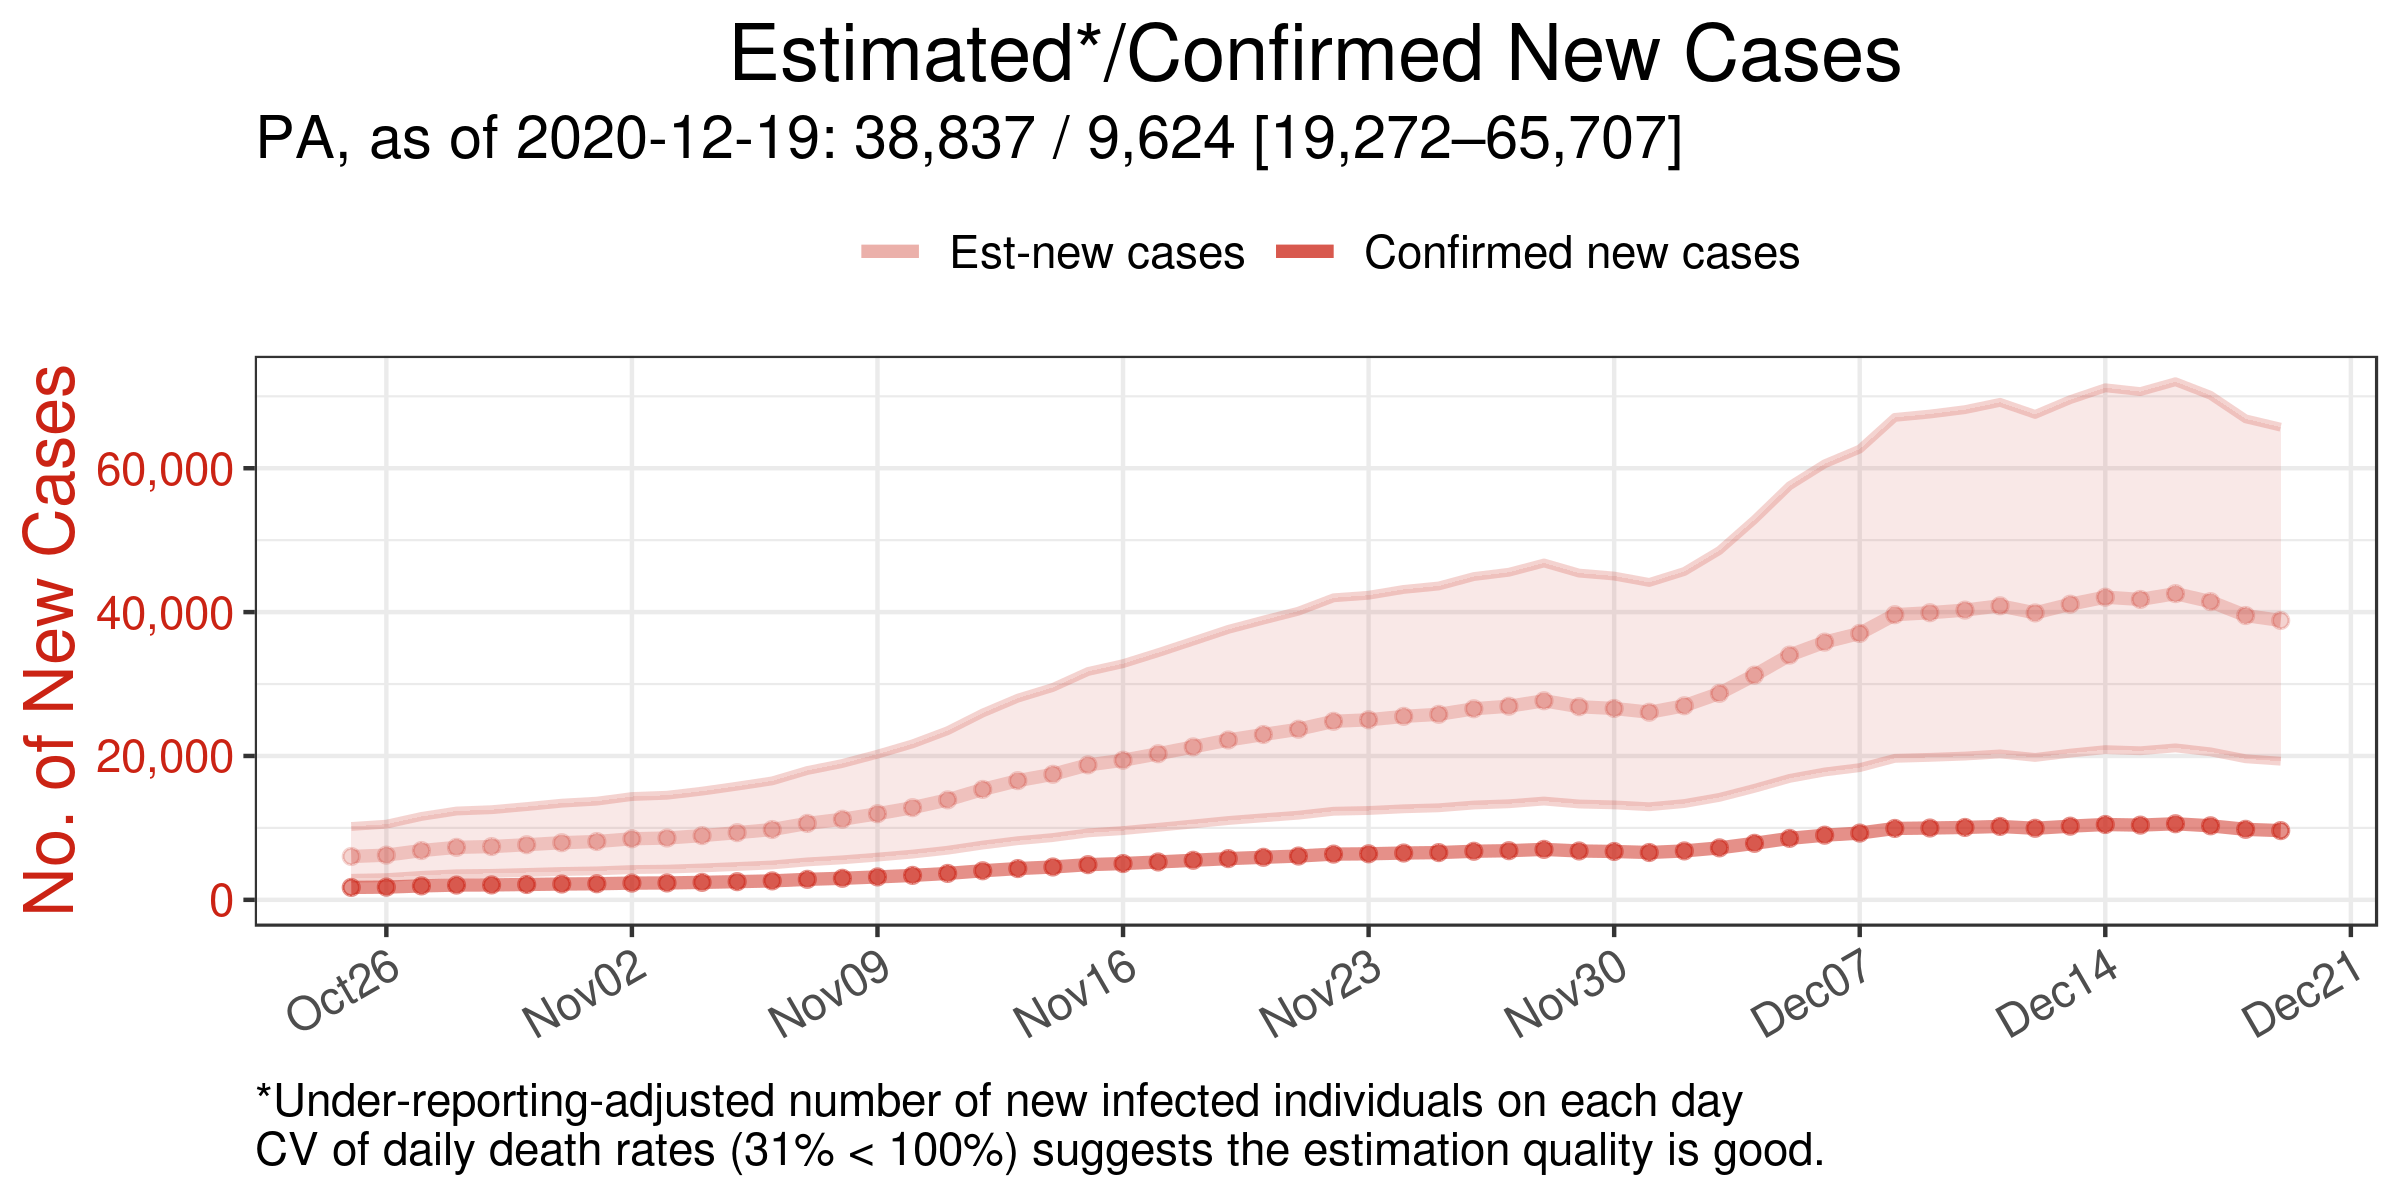 Estimated*/Confirmed New Cases
PA, as of 2020-12-19: 38,837 / 9,624 [19,272–65,707]
Est-new cases Confirmed new cases
No. of New Cases
60,000
40,000
20,000
0
Oct26 Nov02 Nov09 Nov16 Nov23 Nov30 Dec07 Dec14 Dec21
*Under-reporting-adjusted number of new infected individuals on each day
CV of daily death rates (31% < 100%) suggests the estimation quality is good.